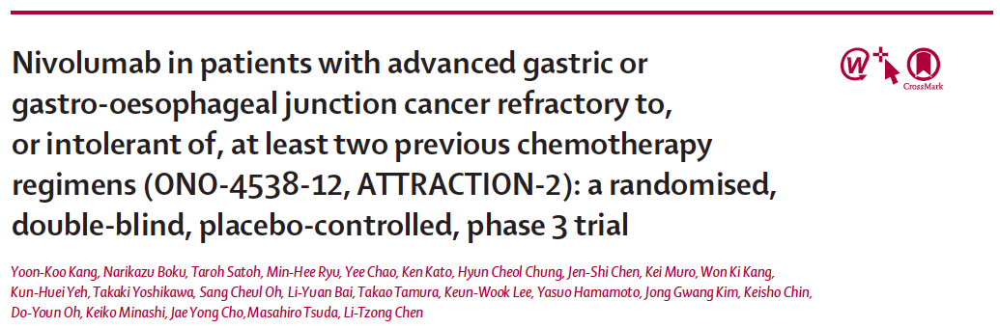 Nivolumab in patients with advanced gastric or
gastro-oesophageal junction cancer refractory to,
or intolerant of, at least two previous chemotherapy
regimens (ONO-4538-12, ATTRACTION-2): a randomised,
double-blind, placebo-controlled, phase 3 trial
W
CrossMark
Yoon-Koo Kang, Narikazu Boku, Taroh Satoh, Min-Hee Ryu, Yee Chao, Ken Kato, Hyun Cheol Chung, Jen-Shi Chen, Kei Muro, Won Ki Kang,
Kun-Huei Yeh, Takaki Yoshikawa, Sang Cheul Oh, Li-Yuan Bai, Takao Tamura, Keun-Wook Lee, Yasuo Hamamoto, Jong Gwang Kim, Keisho Chin,
Do-Youn Oh, Keiko Minashi, Jae Yong Cho, Masahiro Tsuda, Li-Tzong Chen